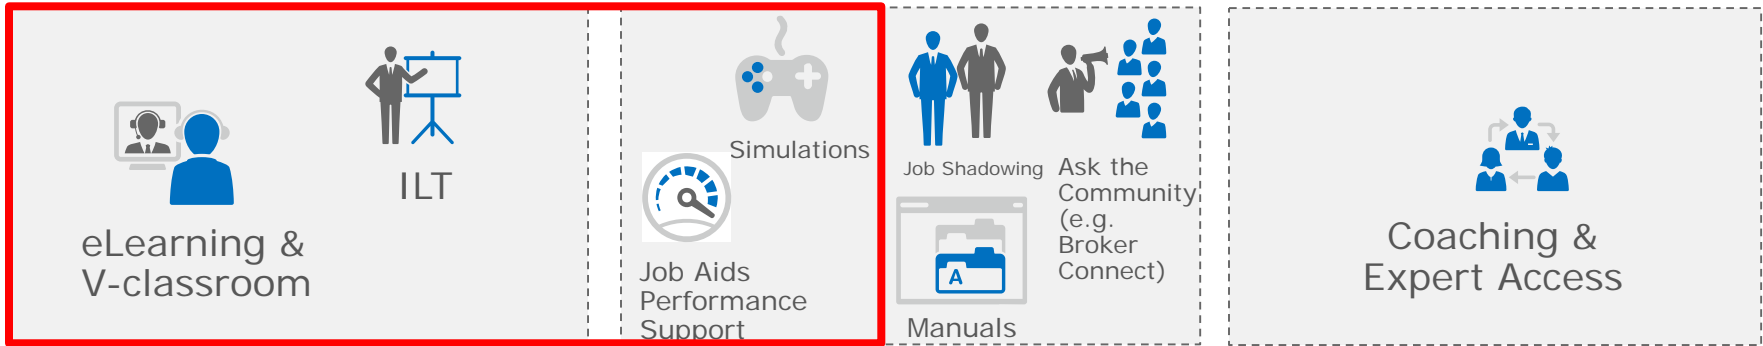 eLearning &
V-classroom
ILT
Simulations
Job Aids
Performance
Support
Job Shadowing
A
Manuals
Ask the
Community
(e.g.
Broker
Connect)
Coaching &
Expert Access